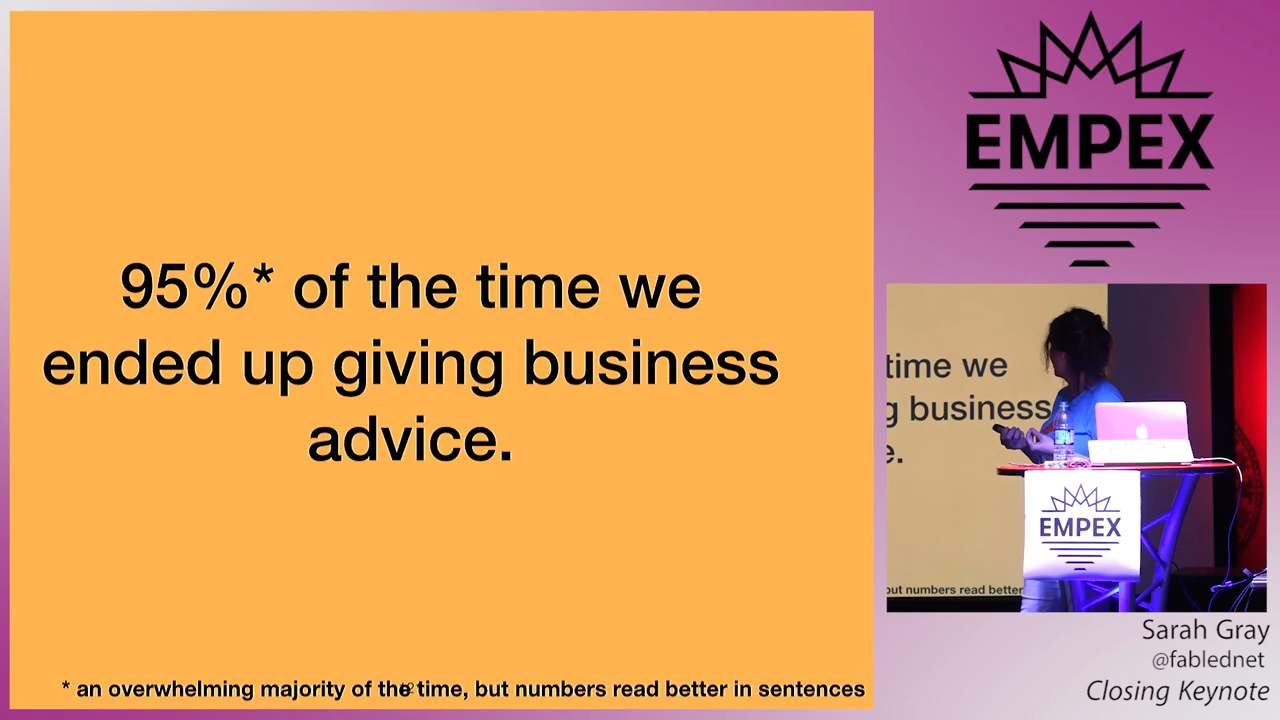 95%* of the time we
ended up giving business
advice.
* an overwhelming majority of the time, but numbers read better in sentences
EMPEX
time we
g business
e.
but numbers read better
EMPEX
Sarah Gray
@fablednet
Closing Keynote